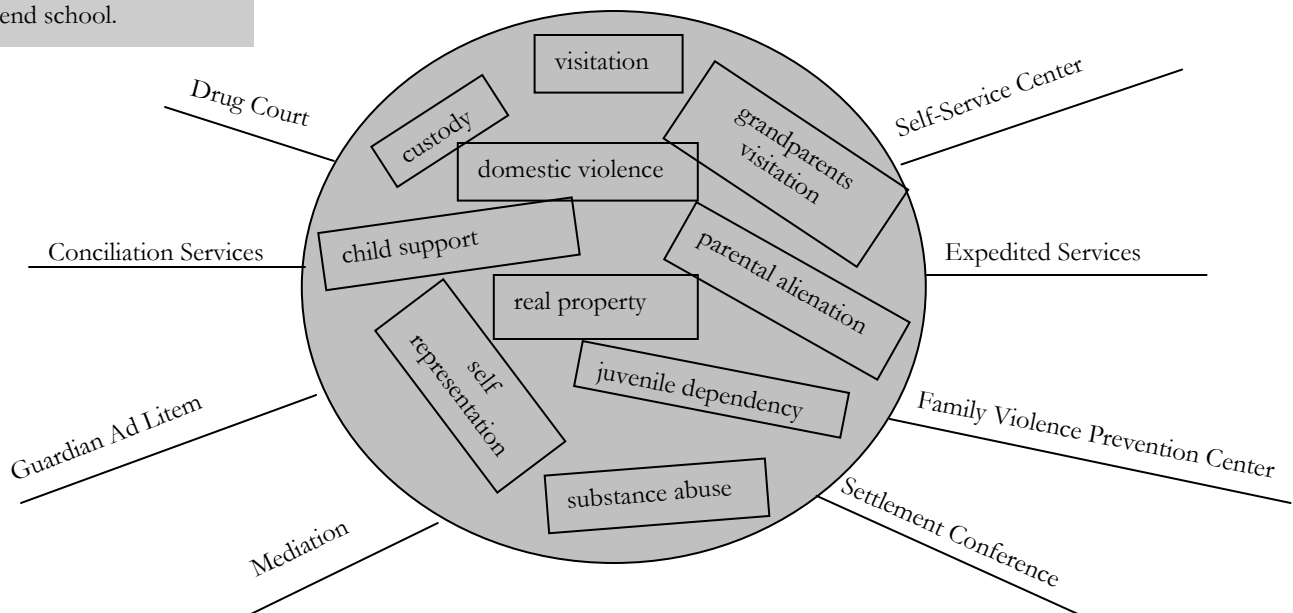 end school.
visitation
Drug Court
Self-Service Center
custody
grandparents
visitation
domestic violence
child support
Conciliation Services
parental alienation
Expedited Services
real property
self
representation
juvenile dependency
Guardian Ad Litem
Family Violence Prevention Center
substance abuse
Settlement Conference
Mediation